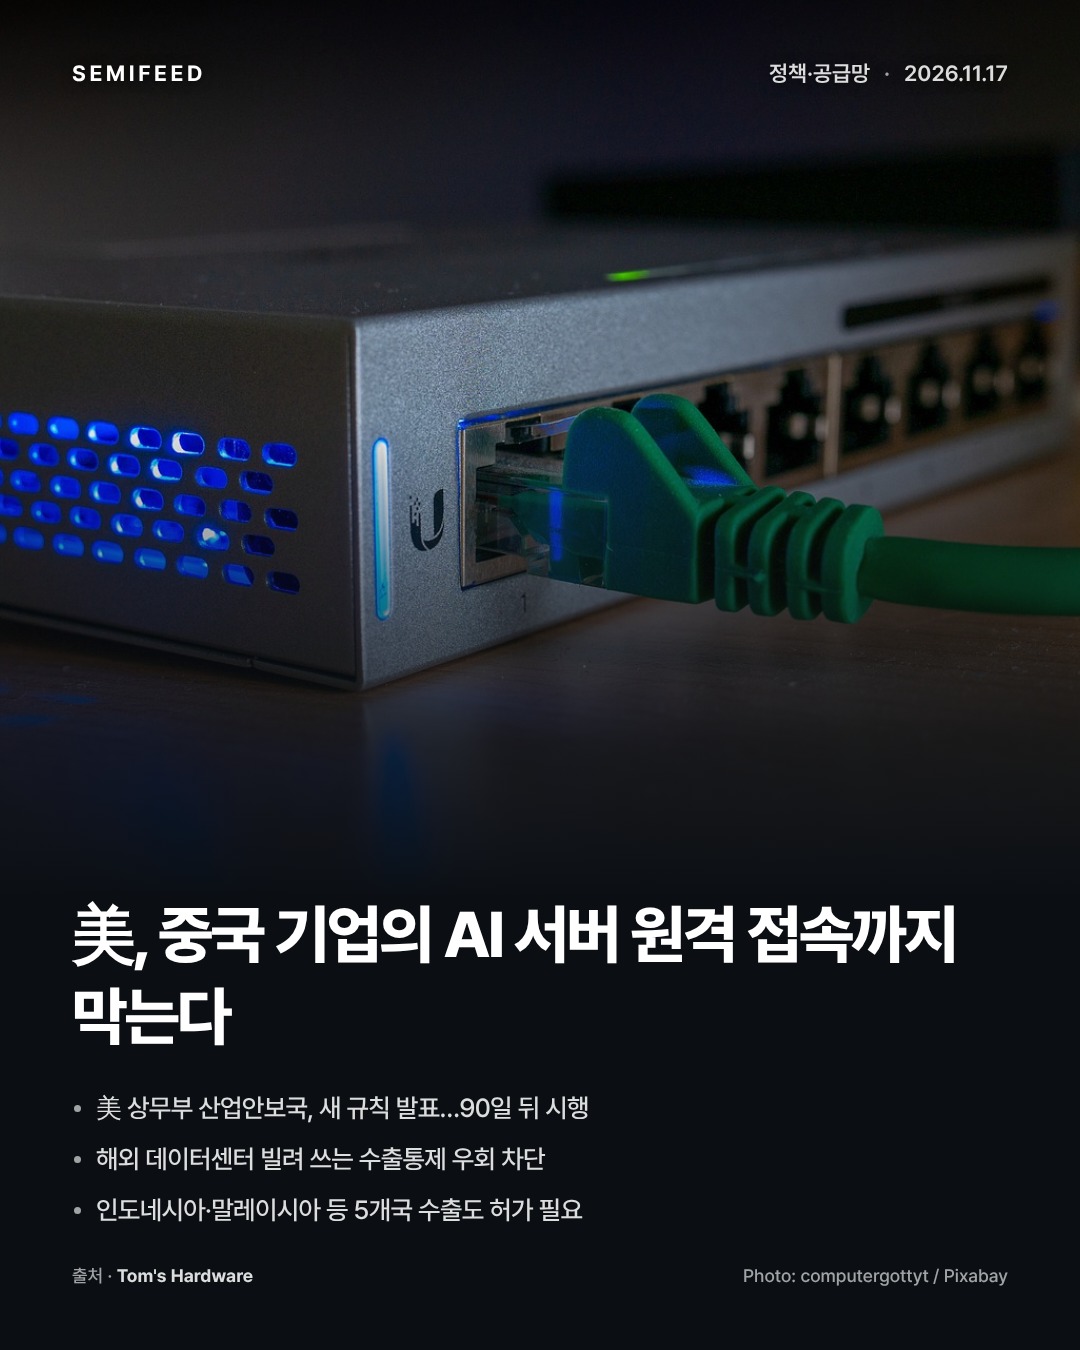 SEMIFEED
정책·공급망 · 2026.11.17
1
美, 중국 기업의 AI 서버 원격 접속까지
막는다
• 美 상무부 산업안보국, 새 규칙 발표...90일 뒤 시행
• 해외 데이터센터 빌려 쓰는 수출통제 우회 차단
• 인도네시아·말레이시아 등 5개국 수출도 허가 필요
출처 · Tom's Hardware
Photo: computergottyt / Pixabay